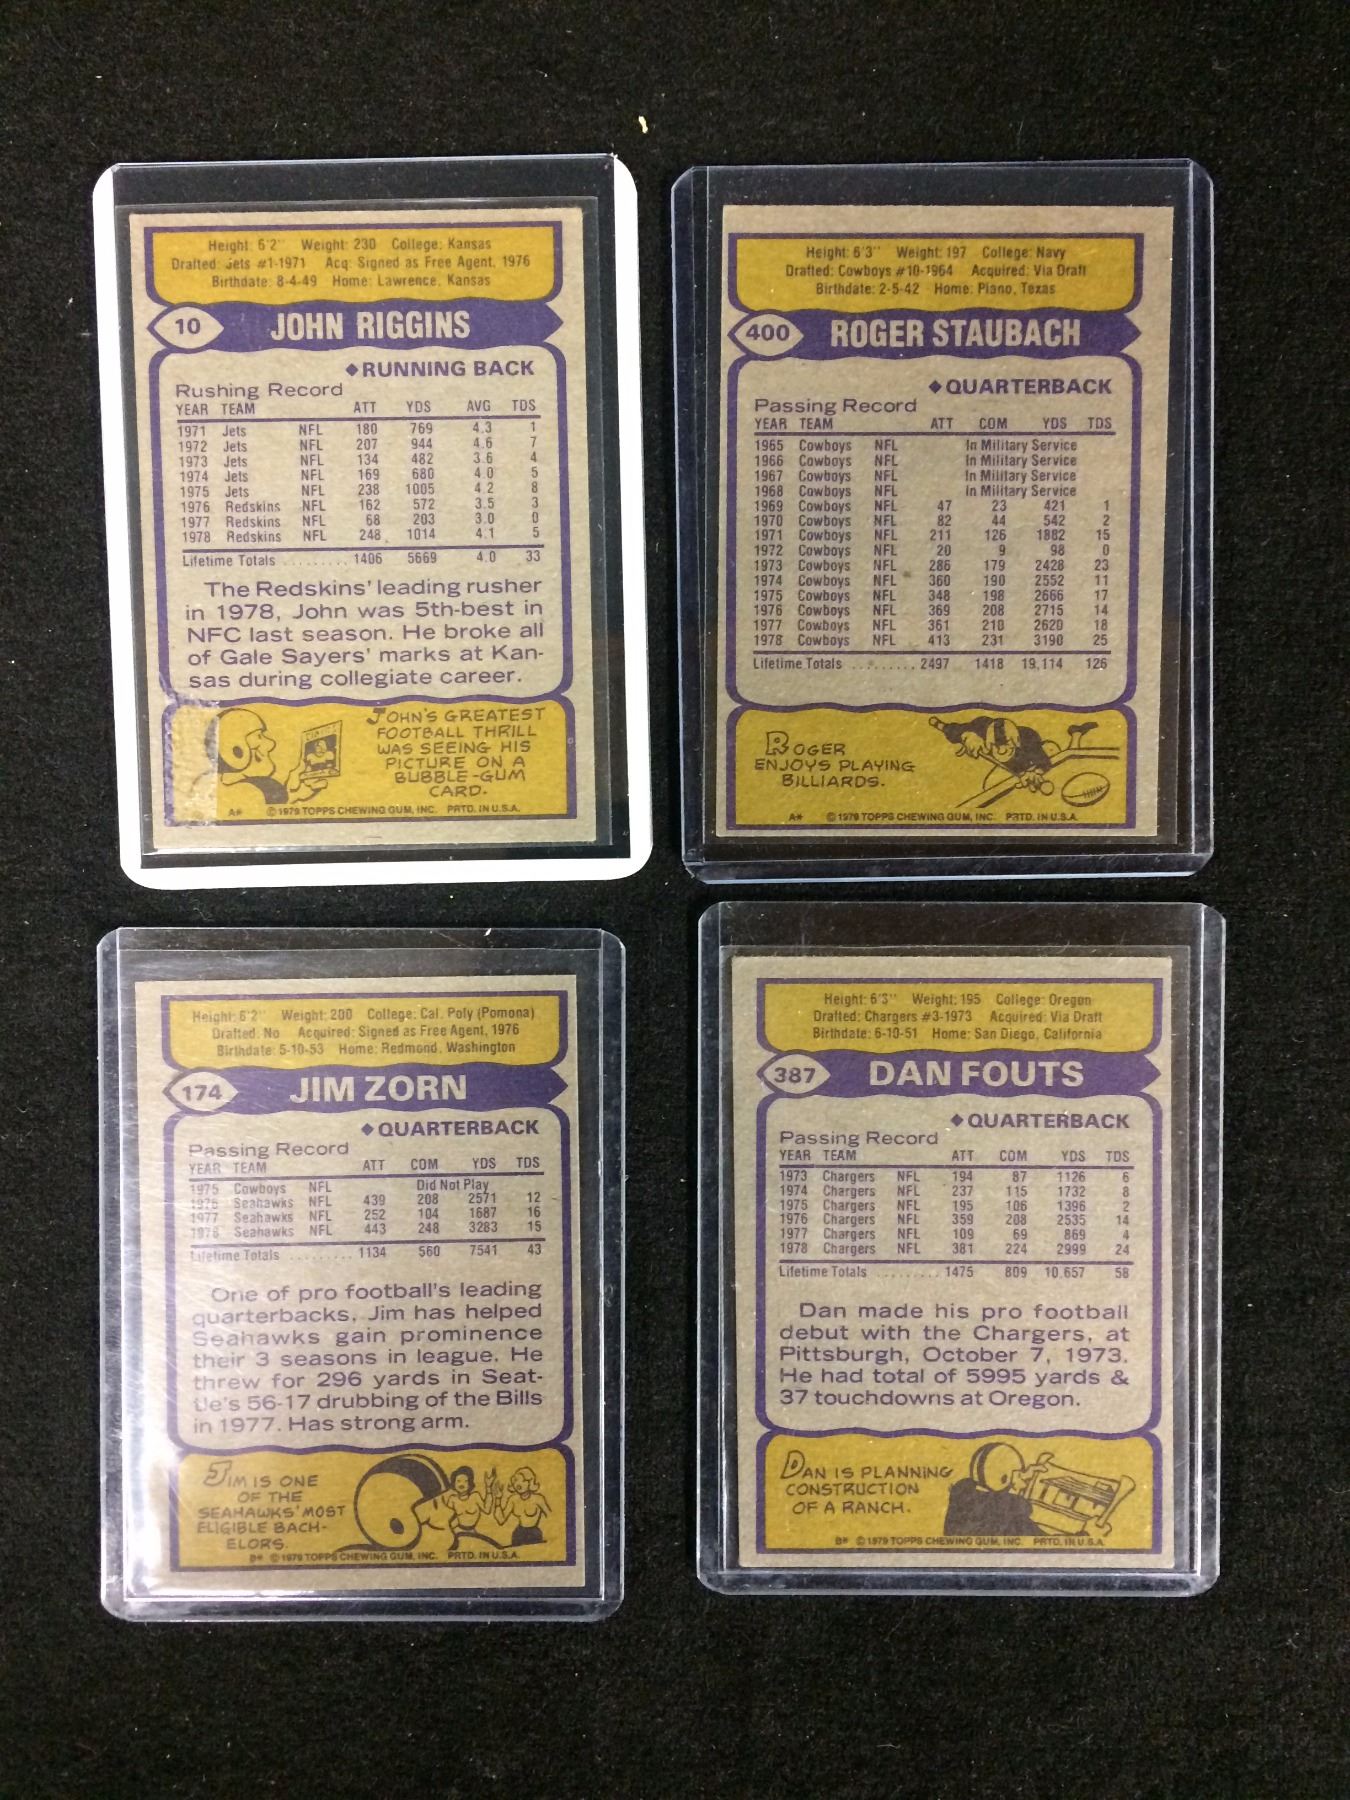 Height: 6'2" Weight: 230 College: Kansas
Drafted: Jets #1-1971 Acq: Signed as Free Agent, 1976
Birthdate: 8-4-49 Home: Lawrence, Kansas
10 JOHN RIGGINS
◆RUNNING BACK
Rushing Record
YEAR TEAM ATT YDS AVG TDS
1971 Jets NFL 180 769 4.3 1
1972 Jets NFL 207 944 4.6 7
1973 Jets NFL 134 482 3.6 4
1974 Jets NFL 169 680 4.0 5
1975 Jets NFL 238 1005 4.2 8
1976 Redskins NFL 162 572 3.5 3
1977 Redskins NFL 68 203 3.0 0
1978 Redskins NFL 248 1014 4.1 5
Lifetime Totals .......... 1406 5669 4.0 33
The Redskins' leading rusher
in 1978, John was 5th-best in
NFC last season. He broke all
of Gale Sayers' marks at Kan-
sas during collegiate career.
JOHN'S GREATEST
FOOTBALL THRILL
WAS SEEING HIS
PICTURE ON A
BUBBLE-GUM
CARD.
A* © 1979 TOPPS CHEWING GUM, INC. PRTD. IN U.S.A.
Height: 6'3" Weight: 197 College: Navy
Drafted: Cowboys #10-1964 Acquired: Via Draft
Birthdate: 2-5-42 Home: Plano, Texas
400 ROGER STAUBACH
◆QUARTERBACK
Passing Record
YEAR TEAM ATT COM YDS TDS
1965 Cowboys NFL In Military Service
1966 Cowboys NFL In Military Service
1967 Cowboys NFL In Military Service
1968 Cowboys NFL In Military Service
1969 Cowboys NFL 47 23 421 1
1970 Cowboys NFL 82 44 542 2
1971 Cowboys NFL 211 126 1882 15
1972 Cowboys NFL 20 9 98 0
1973 Cowboys NFL 286 179 2428 23
1974 Cowboys NFL 360 190 2552 11
1975 Cowboys NFL 348 198 2666 17
1976 Cowboys NFL 369 208 2715 14
1977 Cowboys NFL 361 210 2620 18
1978 Cowboys NFL 413 231 3190 25
Lifetime Totals .......... 2497 1418 19,114 126
ROGER
ENJOYS PLAYING
BILLIARDS.
A* © 1979 TOPPS CHEWING GUM, INC. PRTD. IN U.S.A.
Height: 6'2" Weight: 200 College: Cal. Poly (Pomona)
Drafted: No Acquired: Signed as Free Agent, 1976
Birthdate: 5-10-53 Home: Redmond, Washington
174 JIM ZORN
◆QUARTERBACK
Passing Record
YEAR TEAM ATT COM YDS TDS
1975 Cowboys NFL Did Not Play
1976 Seahawks NFL 439 208 2571 12
1977 Seahawks NFL 252 104 1687 16
1978 Seahawks NFL 443 248 3283 15
Lifetime Totals .......... 1134 560 7541 43
One of pro football's leading
quarterbacks, Jim has helped
Seahawks gain prominence
their 3 seasons in league. He
threw for 296 yards in Seat-
tle's 56-17 drubbing of the Bills
in 1977. Has strong arm.
JIM IS ONE
OF THE
SEAHAWKS' MOST
ELIGIBLE BACH-
ELORS.
B* © 1979 TOPPS CHEWING GUM, INC. PRTD. IN U.S.A.
Height: 6'3" Weight: 195 College: Oregon
Drafted: Chargers #3-1973 Acquired: Via Draft
Birthdate: 6-10-51 Home: San Diego, California
387 DAN FOUTS
◆QUARTERBACK
Passing Record
YEAR TEAM ATT COM YDS TDS
1973 Chargers NFL 194 87 1126 6
1974 Chargers NFL 237 115 1732 8
1975 Chargers NFL 195 106 1396 2
1976 Chargers NFL 359 208 2535 14
1977 Chargers NFL 109 69 869 4
1978 Chargers NFL 381 224 2999 24
Lifetime Totals .......... 1475 809 10,657 58
Dan made his pro football
debut with the Chargers, at
Pittsburgh, October 7, 1973.
He had total of 5995 yards &
37 touchdowns at Oregon.
DAN IS PLANNING
CONSTRUCTION
OF A RANCH.
B* © 1979 TOPPS CHEWING GUM, INC. PRTD. IN U.S.A.